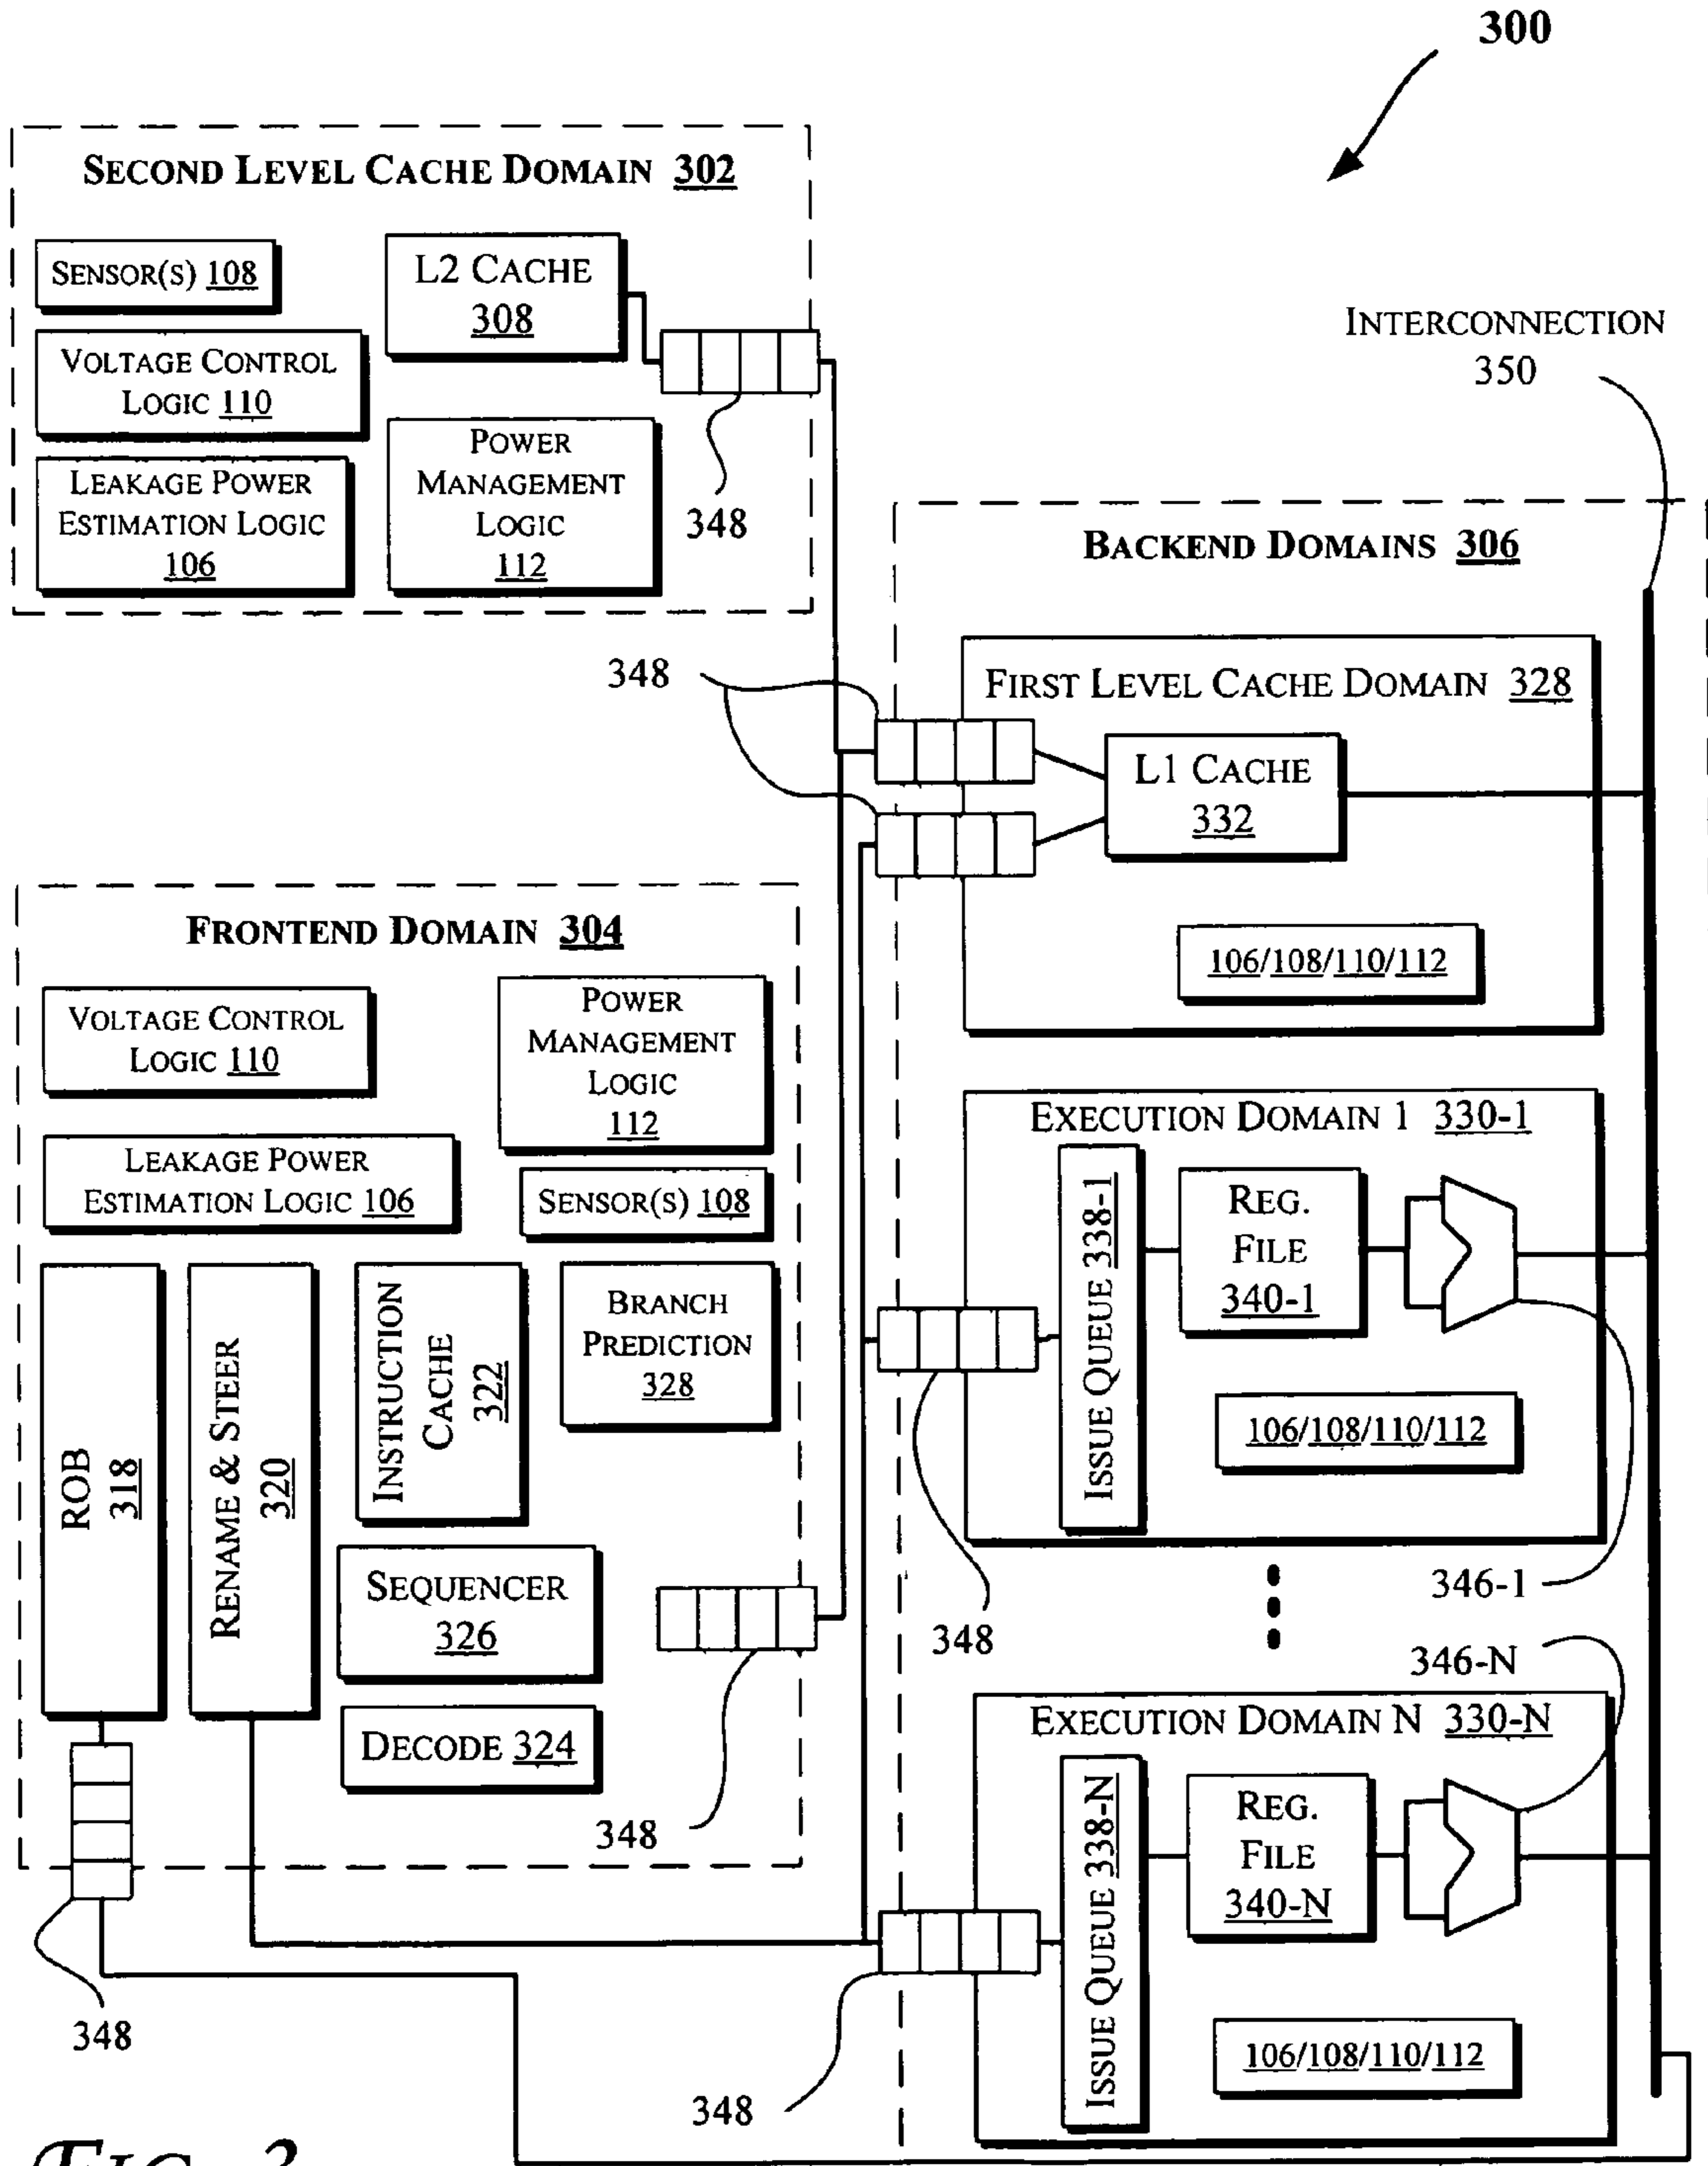 300
SECOND LEVEL CACHE DOMAIN 302
SENSOR(S) 108
L2 CACHE
308
VOLTAGE CONTROL
LOGIC 110
LEAKAGE POWER
ESTIMATION LOGIC
106
POWER
MANAGEMENT
LOGIC
112
348
INTERCONNECTION
350
BACKEND DOMAINS 306
348
FIRST LEVEL CACHE DOMAIN 328
L1 CACHE
332
106/108/110/112
FRONTEND DOMAIN 304
VOLTAGE CONTROL
LOGIC 110
POWER
MANAGEMENT
LOGIC
112
LEAKAGE POWER
ESTIMATION LOGIC 106
SENSOR(S) 108
ROB
318
RENAME & STEER
320
INSTRUCTION
CACHE
322
BRANCH
PREDICTION
328
SEQUENCER
326
DECODE 324
348
348
EXECUTION DOMAIN 1 330-1
ISSUE QUEUE 338-1
REG.
FILE
340-1
106/108/110/112
348
346-1
346-N
EXECUTION DOMAIN N 330-N
ISSUE QUEUE 338-N
REG.
FILE
340-N
106/108/110/112
348
FIG. 3